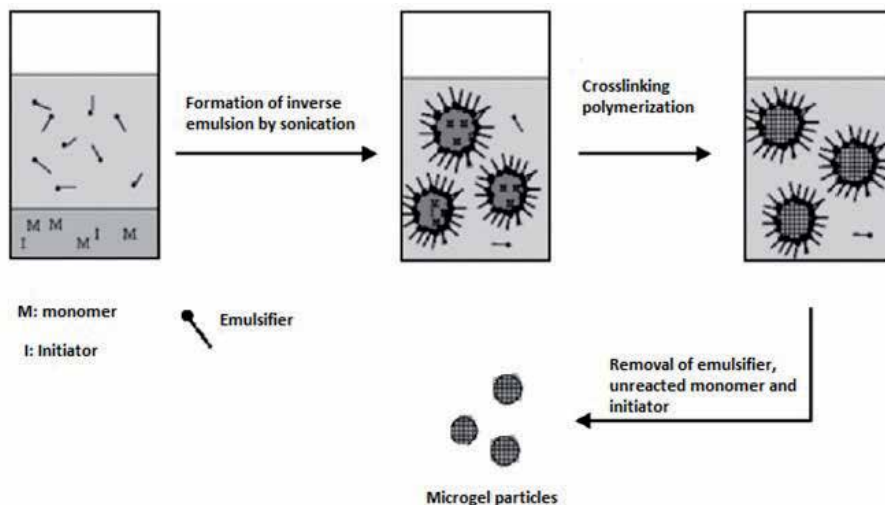 Formation of inverse
emulsion by sonication
Crosslinking
polymerization
M M
I M I M
M: monomer
I: Initiator
Emulsifier
Removal of emulsifier,
unreacted monomer and
initiator
Microgel particles